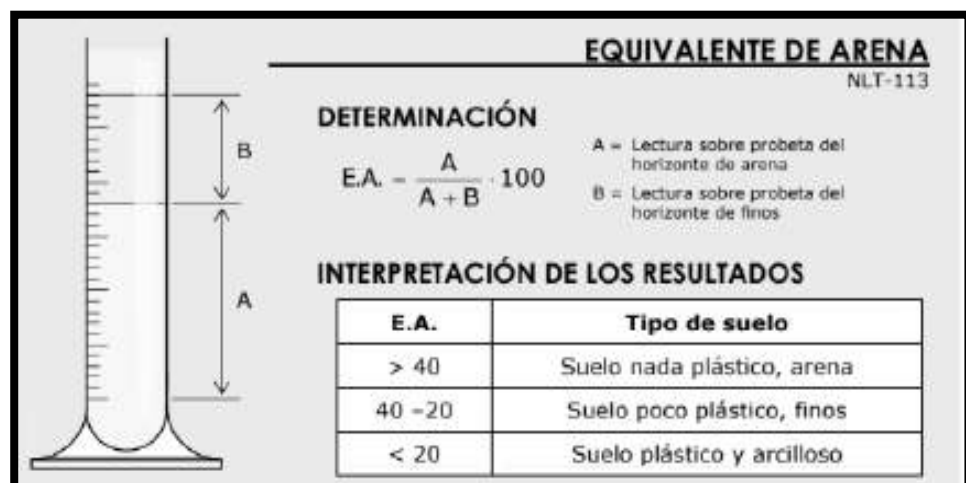 EQUIVALENTE DE ARENA
NLT-113
DETERMINACIÓN
E.A. = A / (A + B) · 100
A = Lectura sobre probeta del
horizonte de arena
B = Lectura sobre probeta del
horizonte de finos
B
A
INTERPRETACIÓN DE LOS RESULTADOS
E.A. Tipo de suelo
> 40 Suelo nada plástico, arena
40 –20 Suelo poco plástico, finos
< 20 Suelo plástico y arcilloso